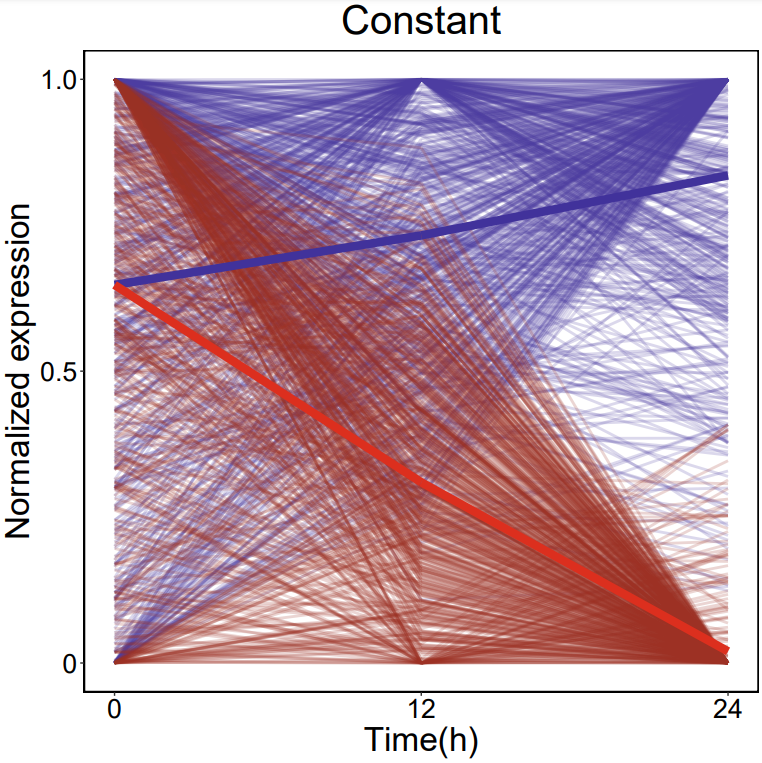 Constant
Normalized expression
1.0
0.5
0
0
12
24
Time(h)